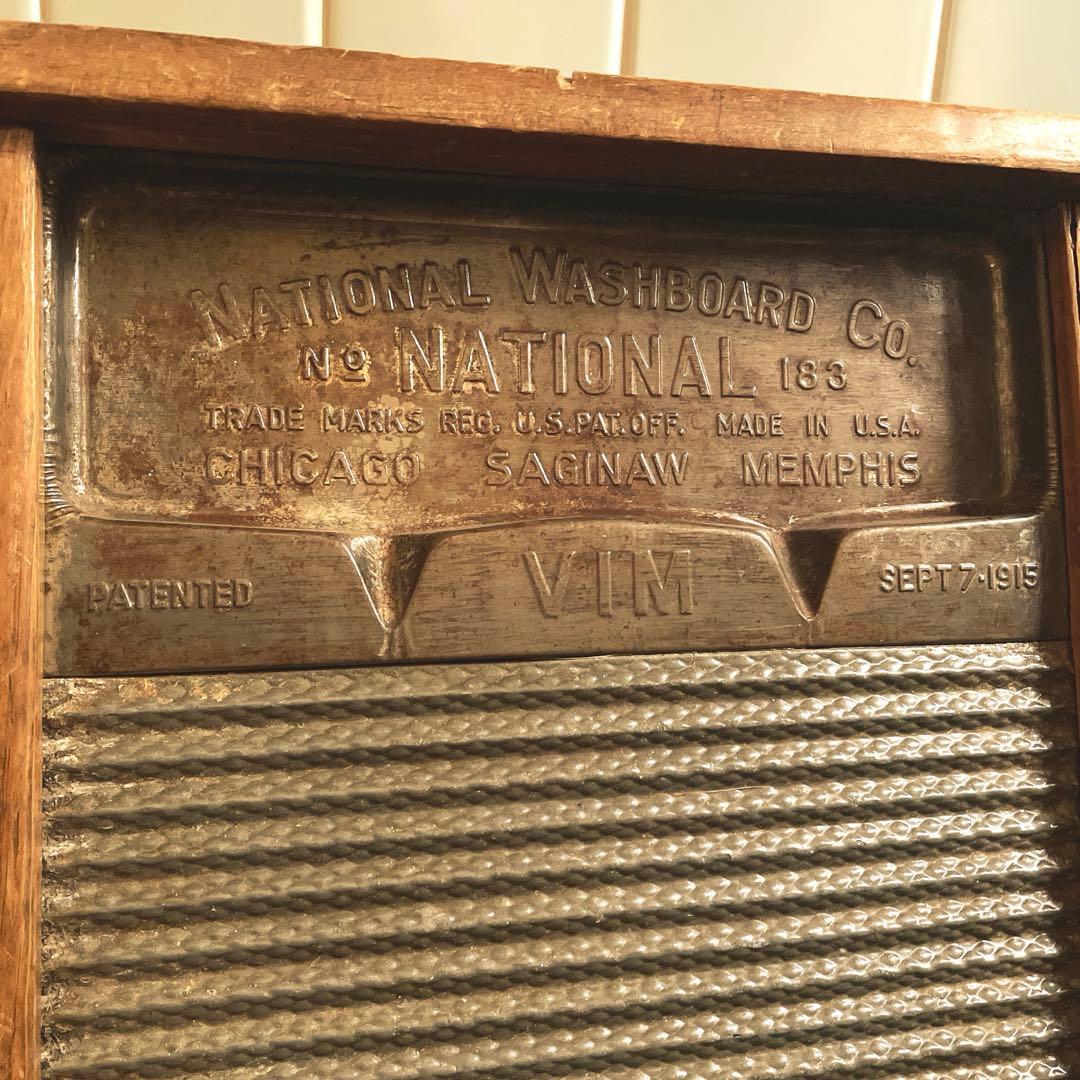 NATIONAL WASHBOARD CO.
No NATIONAL 183
TRADE MARKS REG. U.S.PAT.OFF. MADE IN U.S.A.
CHICAGO SAGINAW MEMPHIS
PATENTED VIM SEPT 7·1915